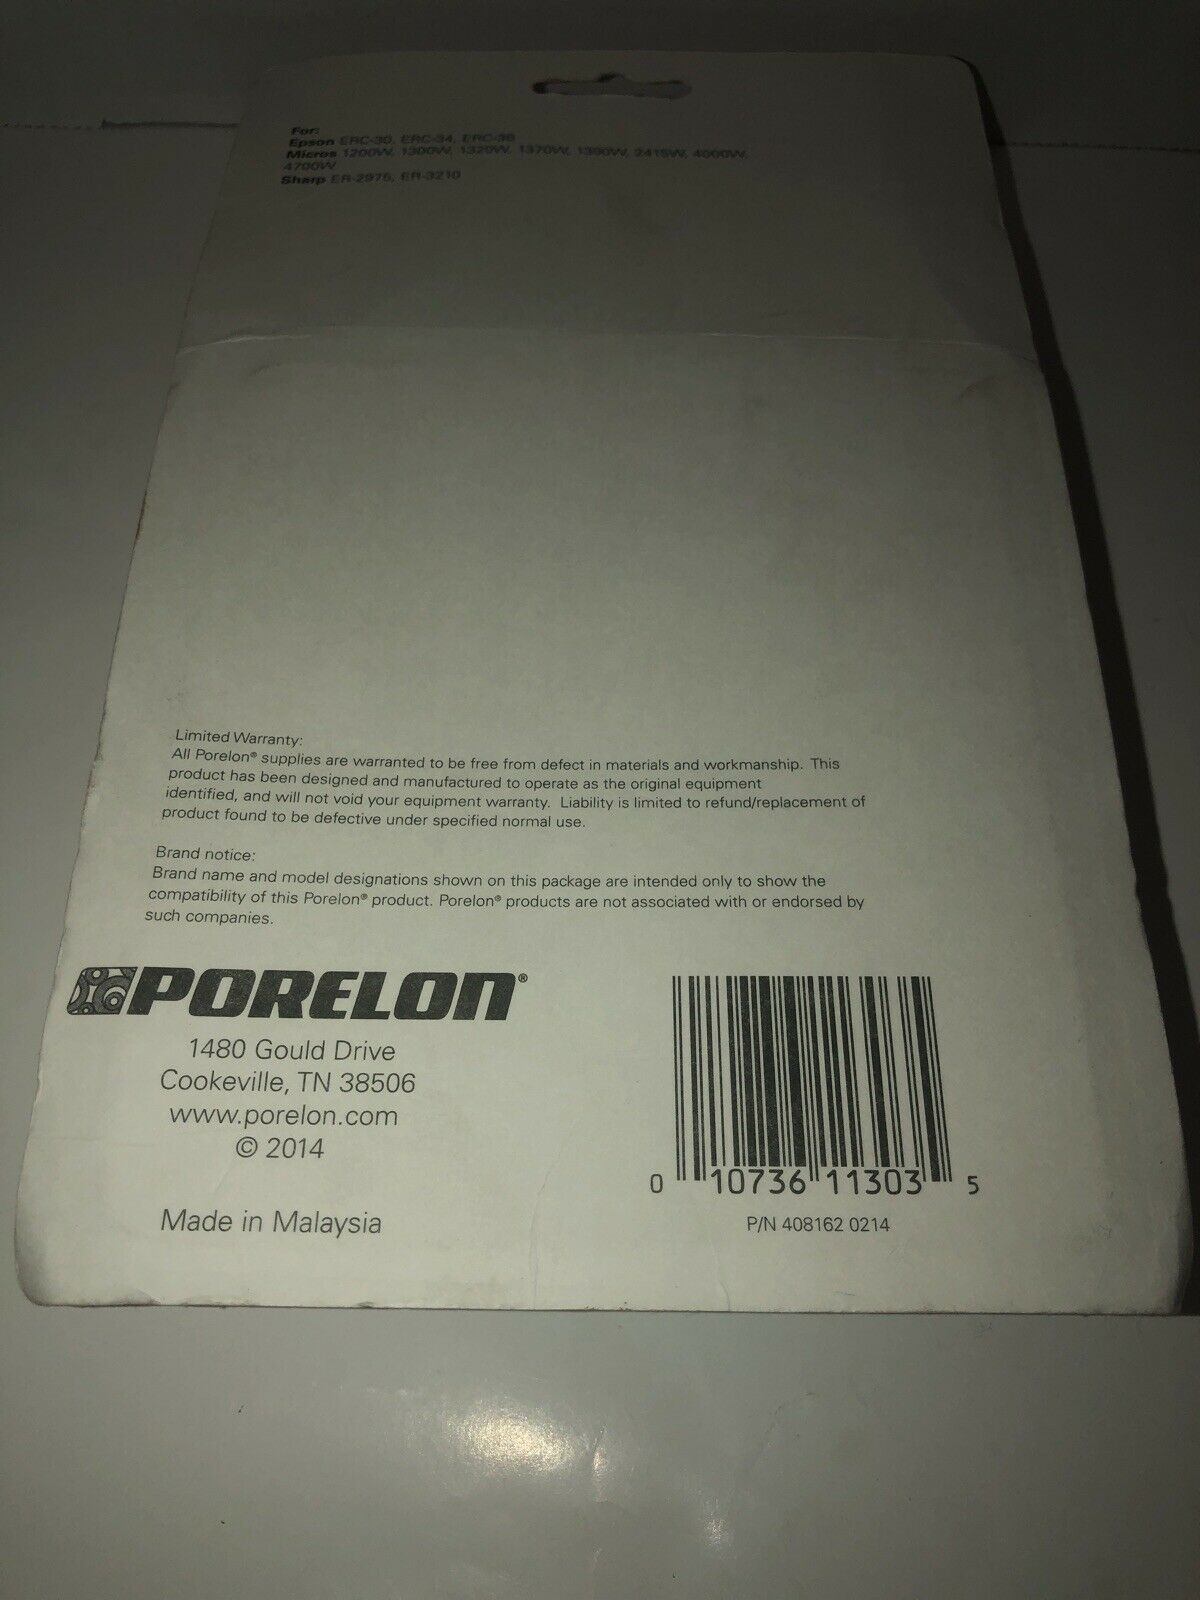 For:
Epson ERC-30, ERC-34, ERC-38
Micros 1200W, 1300W, 1320W, 1370W, 1390W, 2415W, 4000W,
4700W
Sharp ER-2975, ER-3210
Limited Warranty:
All Porelon® supplies are warranted to be free from defect in materials and workmanship. This
product has been designed and manufactured to operate as the original equipment
identified, and will not void your equipment warranty. Liability is limited to refund/replacement of
product found to be defective under specified normal use.
Brand notice:
Brand name and model designations shown on this package are intended only to show the
compatibility of this Porelon® product. Porelon® products are not associated with or endorsed by
such companies.
PORELON®
1480 Gould Drive
Cookeville, TN 38506
www.porelon.com
© 2014
Made in Malaysia
0 10736 11303 5
P/N 408162 0214